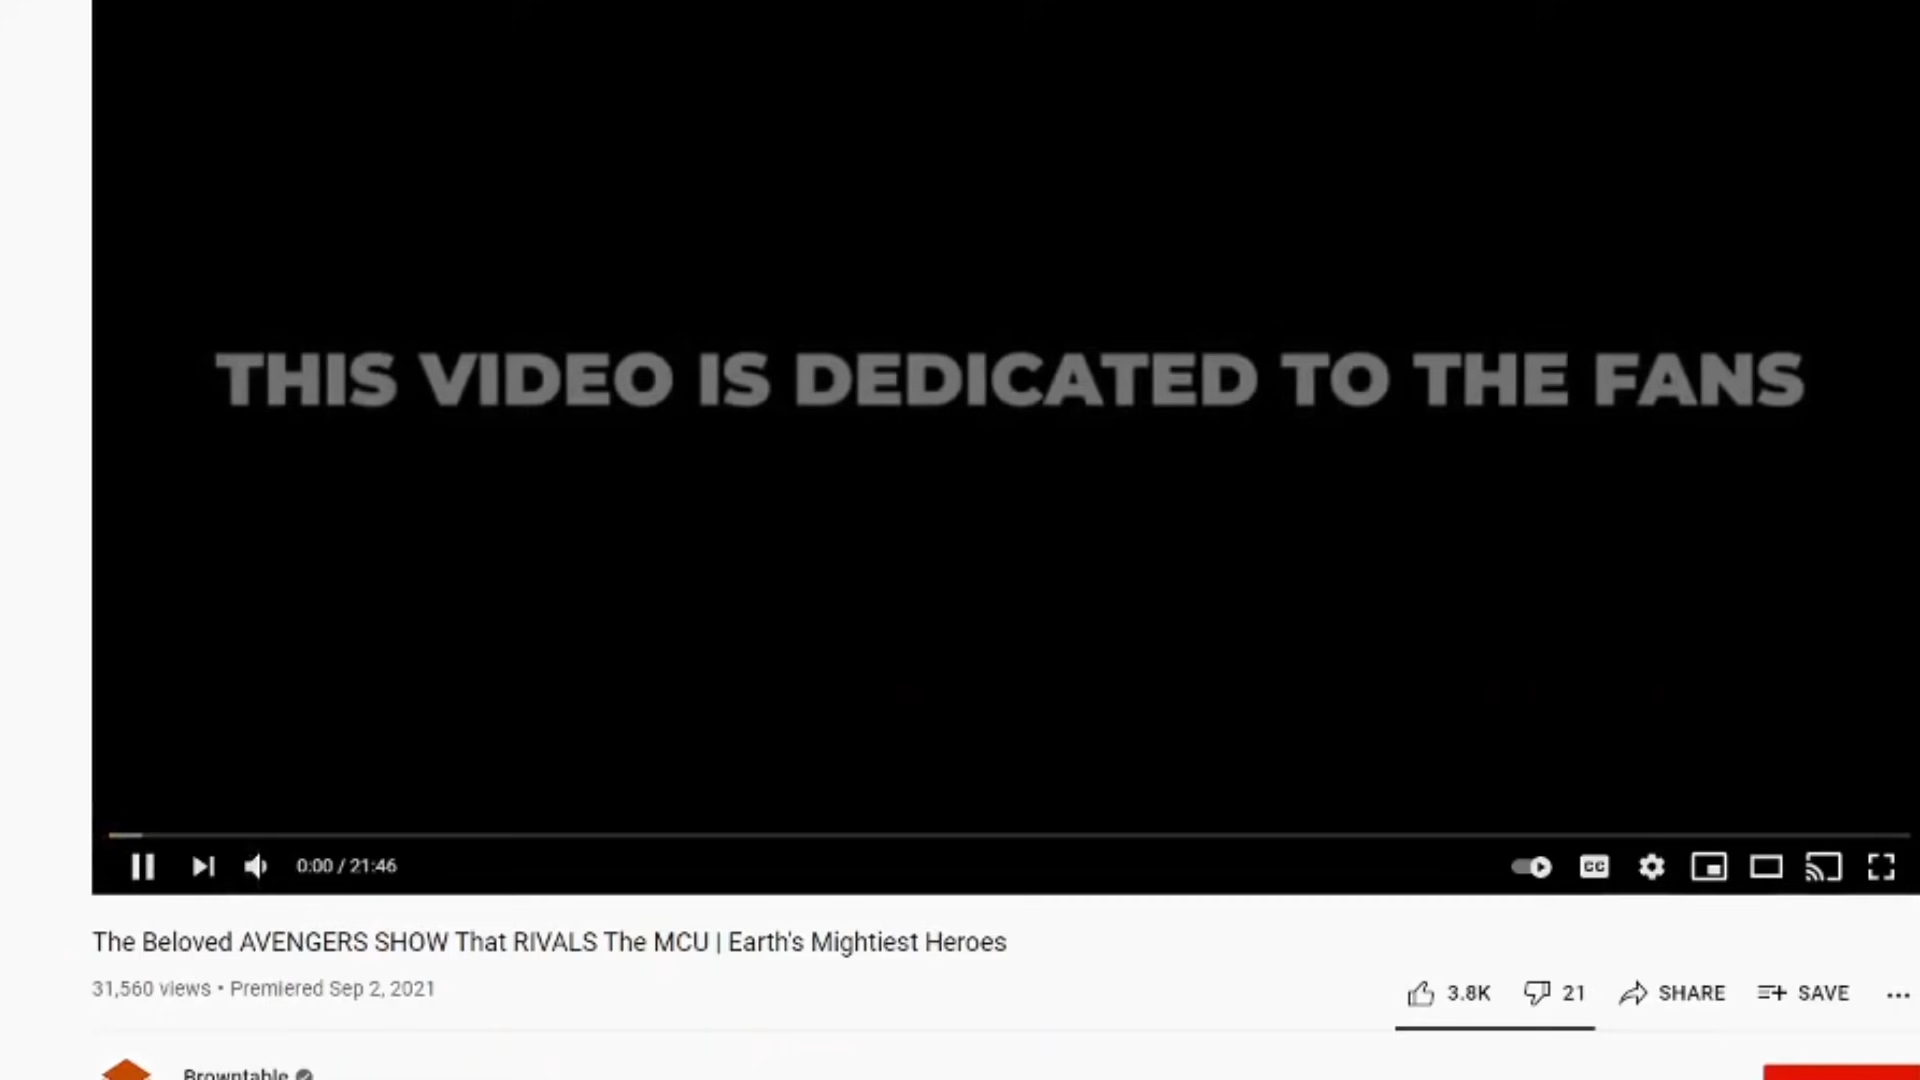 THIS VIDEO IS DEDICATED TO THE FANS
0:00 / 21:46
CC
The Beloved AVENGERS SHOW That RIVALS The MCU | Earth's Mightiest Heroes
31,560 views • Premiered Sep 2, 2021
3.8K 21 SHARE SAVE
Browntable